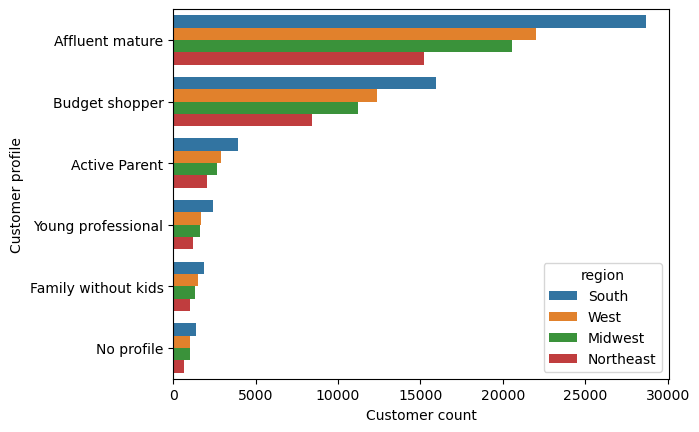 Affluent mature
Budget shopper
Active Parent
Young professional
Family without kids
No profile
Customer profile
region
South
West
Midwest
Northeast
0 5000 10000 15000 20000 25000 30000
Customer count